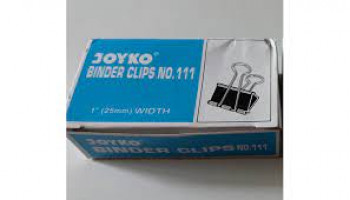 JOYKO
BINDER CLIPS NO.111
1" (25mm) WIDTH
JOYKO
BINDER CLIPS NO.111